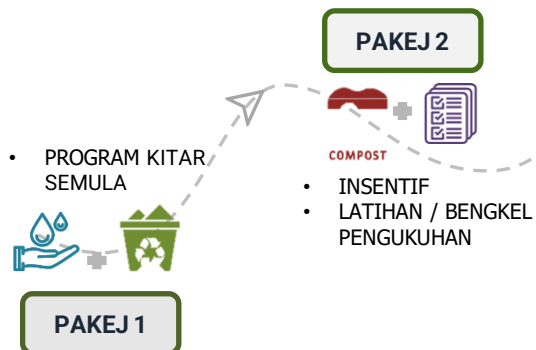 PAKEJ 2
COMPOST
• PROGRAM KITAR
SEMULA
• INSENTIF
• LATIHAN / BENGKEL
PENGUKUHAN
PAKEJ 1